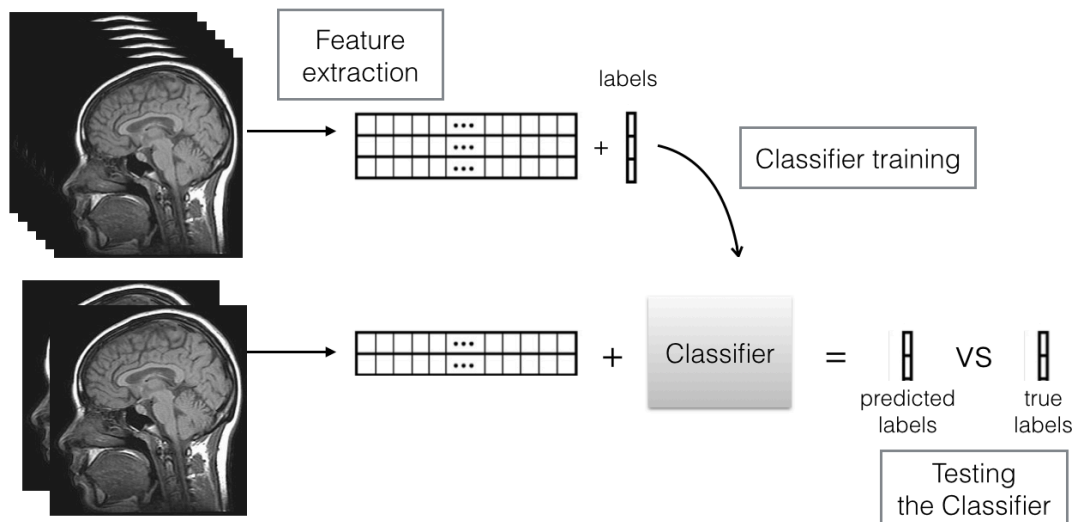 Feature
extraction
labels
+
Classifier training
+
Classifier
=
vs
predicted
labels
true
labels
Testing
the Classifier